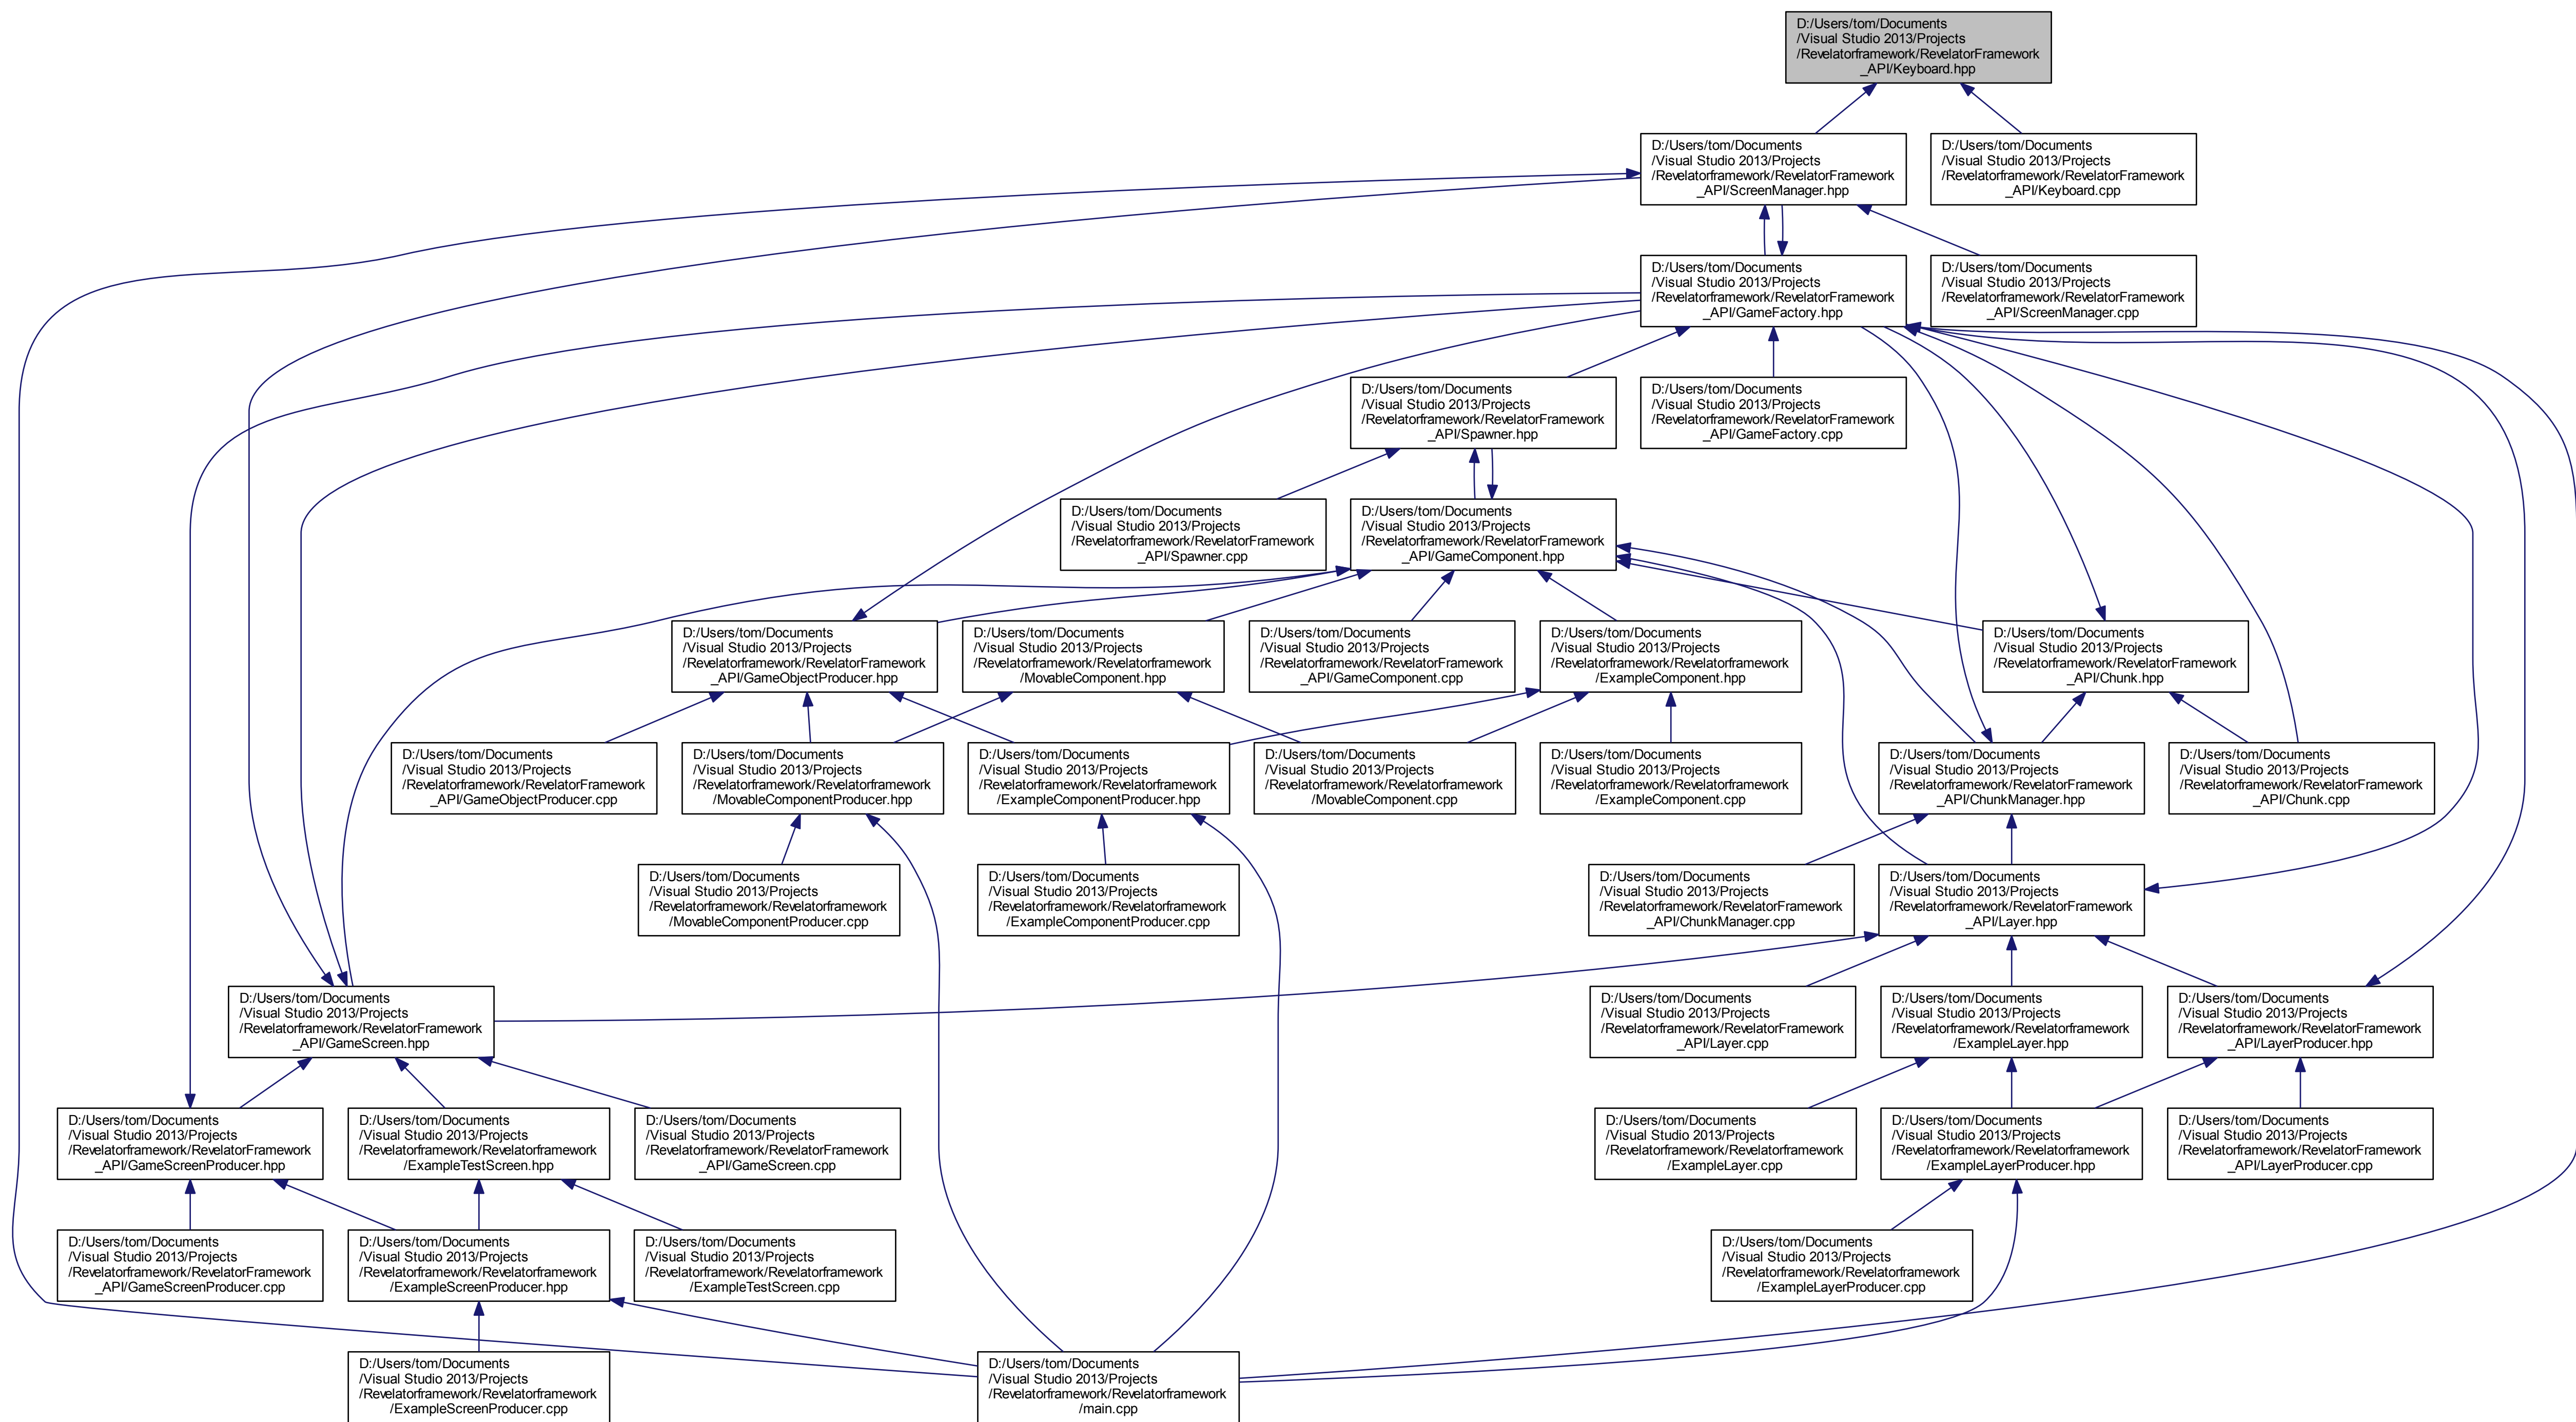 D:/Users/tom/Documents
/Visual Studio 2013/Projects
/Revelatorframework/RevelatorFramework
_API/Keyboard.hpp
D:/Users/tom/Documents
/Visual Studio 2013/Projects
/Revelatorframework/RevelatorFramework
_API/ScreenManager.hpp
D:/Users/tom/Documents
/Visual Studio 2013/Projects
/Revelatorframework/RevelatorFramework
_API/Keyboard.cpp
D:/Users/tom/Documents
/Visual Studio 2013/Projects
/Revelatorframework/RevelatorFramework
_API/GameFactory.hpp
D:/Users/tom/Documents
/Visual Studio 2013/Projects
/Revelatorframework/RevelatorFramework
_API/ScreenManager.cpp
D:/Users/tom/Documents
/Visual Studio 2013/Projects
/Revelatorframework/RevelatorFramework
_API/Spawner.hpp
D:/Users/tom/Documents
/Visual Studio 2013/Projects
/Revelatorframework/RevelatorFramework
_API/GameFactory.cpp
D:/Users/tom/Documents
/Visual Studio 2013/Projects
/Revelatorframework/RevelatorFramework
_API/Spawner.cpp
D:/Users/tom/Documents
/Visual Studio 2013/Projects
/Revelatorframework/RevelatorFramework
_API/GameComponent.hpp
D:/Users/tom/Documents
/Visual Studio 2013/Projects
/Revelatorframework/RevelatorFramework
_API/GameObjectProducer.hpp
D:/Users/tom/Documents
/Visual Studio 2013/Projects
/Revelatorframework/Revelatorframework
/MovableComponent.hpp
D:/Users/tom/Documents
/Visual Studio 2013/Projects
/Revelatorframework/RevelatorFramework
_API/GameComponent.cpp
D:/Users/tom/Documents
/Visual Studio 2013/Projects
/Revelatorframework/Revelatorframework
/ExampleComponent.hpp
D:/Users/tom/Documents
/Visual Studio 2013/Projects
/Revelatorframework/RevelatorFramework
_API/Chunk.hpp
D:/Users/tom/Documents
/Visual Studio 2013/Projects
/Revelatorframework/RevelatorFramework
_API/GameObjectProducer.cpp
D:/Users/tom/Documents
/Visual Studio 2013/Projects
/Revelatorframework/Revelatorframework
/MovableComponentProducer.hpp
D:/Users/tom/Documents
/Visual Studio 2013/Projects
/Revelatorframework/Revelatorframework
/ExampleComponentProducer.hpp
D:/Users/tom/Documents
/Visual Studio 2013/Projects
/Revelatorframework/Revelatorframework
/MovableComponent.cpp
D:/Users/tom/Documents
/Visual Studio 2013/Projects
/Revelatorframework/Revelatorframework
/ExampleComponent.cpp
D:/Users/tom/Documents
/Visual Studio 2013/Projects
/Revelatorframework/RevelatorFramework
_API/ChunkManager.hpp
D:/Users/tom/Documents
/Visual Studio 2013/Projects
/Revelatorframework/RevelatorFramework
_API/Chunk.cpp
D:/Users/tom/Documents
/Visual Studio 2013/Projects
/Revelatorframework/Revelatorframework
/MovableComponentProducer.cpp
D:/Users/tom/Documents
/Visual Studio 2013/Projects
/Revelatorframework/Revelatorframework
/ExampleComponentProducer.cpp
D:/Users/tom/Documents
/Visual Studio 2013/Projects
/Revelatorframework/RevelatorFramework
_API/ChunkManager.cpp
D:/Users/tom/Documents
/Visual Studio 2013/Projects
/Revelatorframework/RevelatorFramework
_API/Layer.hpp
D:/Users/tom/Documents
/Visual Studio 2013/Projects
/Revelatorframework/RevelatorFramework
_API/GameScreen.hpp
D:/Users/tom/Documents
/Visual Studio 2013/Projects
/Revelatorframework/RevelatorFramework
_API/Layer.cpp
D:/Users/tom/Documents
/Visual Studio 2013/Projects
/Revelatorframework/Revelatorframework
/ExampleLayer.hpp
D:/Users/tom/Documents
/Visual Studio 2013/Projects
/Revelatorframework/RevelatorFramework
_API/LayerProducer.hpp
D:/Users/tom/Documents
/Visual Studio 2013/Projects
/Revelatorframework/RevelatorFramework
_API/GameScreenProducer.hpp
D:/Users/tom/Documents
/Visual Studio 2013/Projects
/Revelatorframework/Revelatorframework
/ExampleTestScreen.hpp
D:/Users/tom/Documents
/Visual Studio 2013/Projects
/Revelatorframework/RevelatorFramework
_API/GameScreen.cpp
D:/Users/tom/Documents
/Visual Studio 2013/Projects
/Revelatorframework/Revelatorframework
/ExampleLayer.cpp
D:/Users/tom/Documents
/Visual Studio 2013/Projects
/Revelatorframework/Revelatorframework
/ExampleLayerProducer.hpp
D:/Users/tom/Documents
/Visual Studio 2013/Projects
/Revelatorframework/RevelatorFramework
_API/LayerProducer.cpp
D:/Users/tom/Documents
/Visual Studio 2013/Projects
/Revelatorframework/RevelatorFramework
_API/GameScreenProducer.cpp
D:/Users/tom/Documents
/Visual Studio 2013/Projects
/Revelatorframework/Revelatorframework
/ExampleScreenProducer.hpp
D:/Users/tom/Documents
/Visual Studio 2013/Projects
/Revelatorframework/Revelatorframework
/ExampleTestScreen.cpp
D:/Users/tom/Documents
/Visual Studio 2013/Projects
/Revelatorframework/Revelatorframework
/ExampleLayerProducer.cpp
D:/Users/tom/Documents
/Visual Studio 2013/Projects
/Revelatorframework/Revelatorframework
/ExampleScreenProducer.cpp
D:/Users/tom/Documents
/Visual Studio 2013/Projects
/Revelatorframework/Revelatorframework
/main.cpp